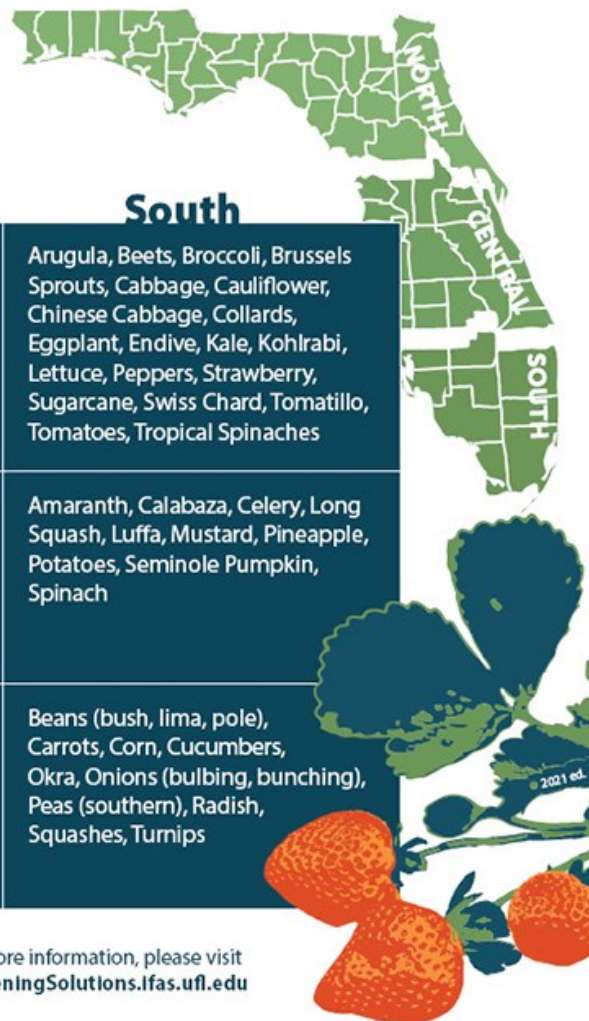 NORTH
CENTRAL
SOUTH
South
Arugula, Beets, Broccoli, Brussels
Sprouts, Cabbage, Cauliflower,
Chinese Cabbage, Collards,
Eggplant, Endive, Kale, Kohlrabi,
Lettuce, Peppers, Strawberry,
Sugarcane, Swiss Chard, Tomatillo,
Tomatoes, Tropical Spinaches
Amaranth, Calabaza, Celery, Long
Squash, Luffa, Mustard, Pineapple,
Potatoes, Seminole Pumpkin,
Spinach
Beans (bush, lima, pole),
Carrots, Corn, Cucumbers,
Okra, Onions (bulbing, bunching),
Peas (southern), Radish,
Squashes, Turnips
© 2021 ed.
ore information, please visit
eningSolutions.ifas.ufl.edu